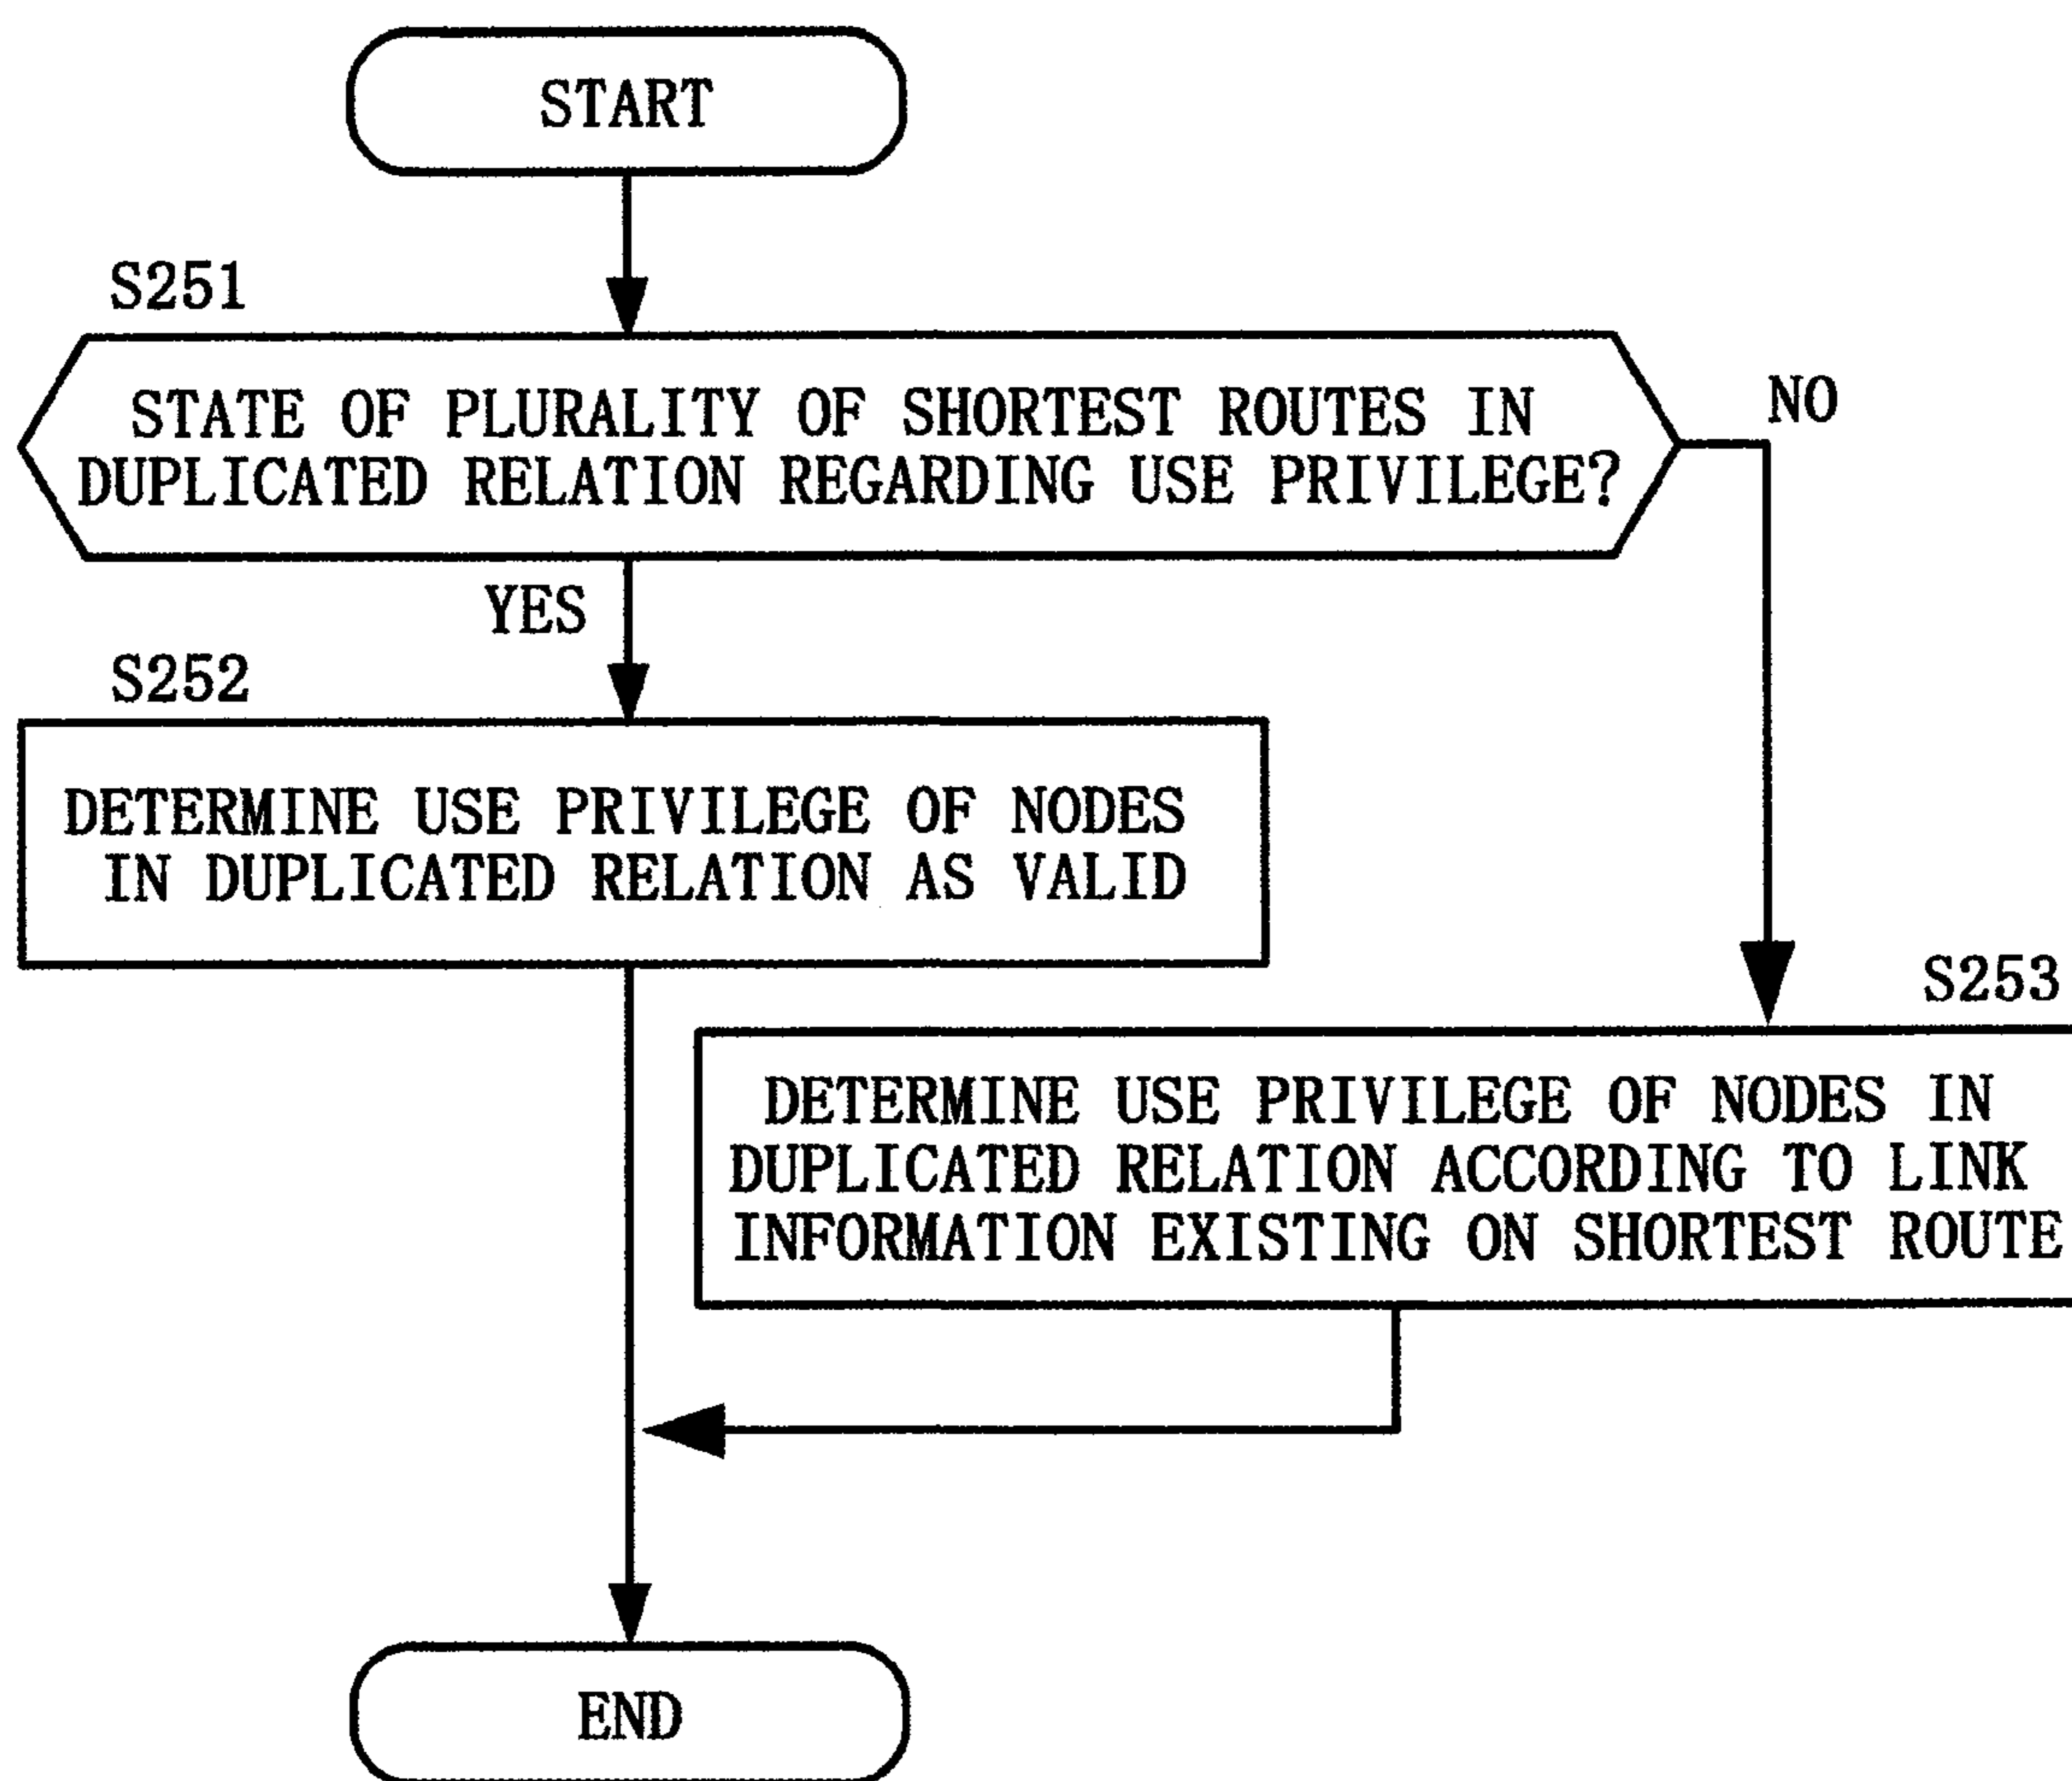 START
S251
STATE OF PLURALITY OF SHORTEST ROUTES IN
DUPLICATED RELATION REGARDING USE PRIVILEGE?
NO
YES
S252
DETERMINE USE PRIVILEGE OF NODES
IN DUPLICATED RELATION AS VALID
S253
DETERMINE USE PRIVILEGE OF NODES IN
DUPLICATED RELATION ACCORDING TO LINK
INFORMATION EXISTING ON SHORTEST ROUTE
END